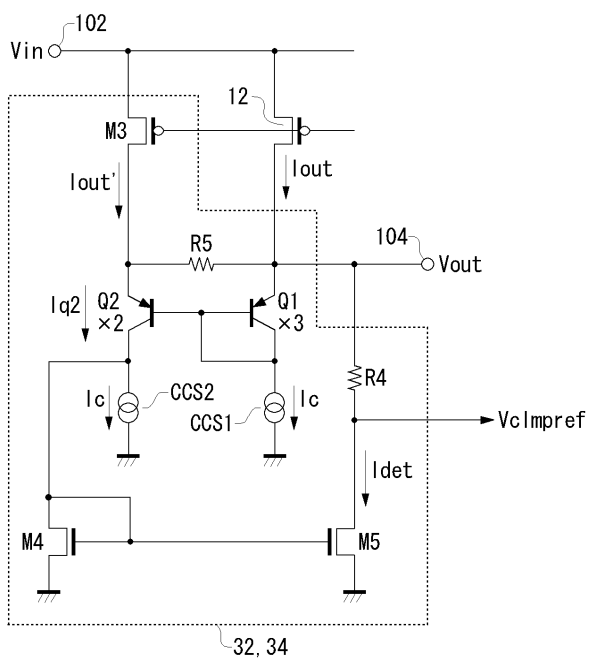 102
Vin
12
M3
Iout'
Iout
R5
104
Vout
Q2
×2
Q1
×3
Iq2
Ic
CCS2
CCS1
Ic
R4
Vclmpref
Idet
M4
M5
32,34